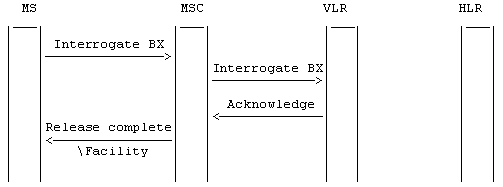 MS MSC VLR HLR
Interrogate BX
Interrogate BX
Acknowledge
Release complete
\Facility